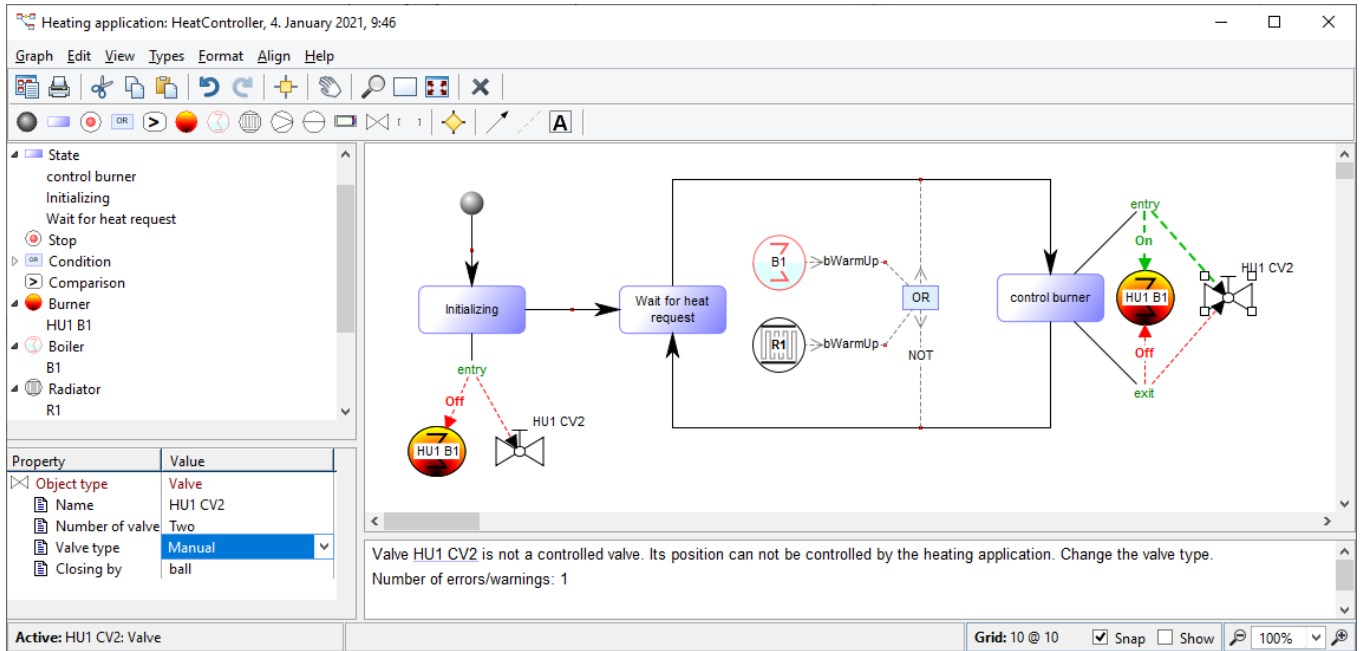 Heating application: HeatController, 4. January 2021, 9:46
Graph Edit View Types Format Align Help
OR
A
State
control burner
Initializing
Wait for heat request
Stop
OR Condition
Comparison
Burner
HU1 B1
Boiler
B1
Radiator
R1
Property Value
Object type Valve
Name HU1 CV2
Number of valve Two
Valve type Manual
Closing by ball
Initializing
entry
Off
HU1 B1
HU1 CV2
Wait for heat
request
B1
bWarmUp
R1
bWarmUp
OR
NOT
control burner
entry
On
HU1 B1
HU1 CV2
Off
exit
Valve HU1 CV2 is not a controlled valve. Its position can not be controlled by the heating application. Change the valve type.
Number of errors/warnings: 1
Active: HU1 CV2: Valve
Grid: 10 @ 10 Snap Show 100%